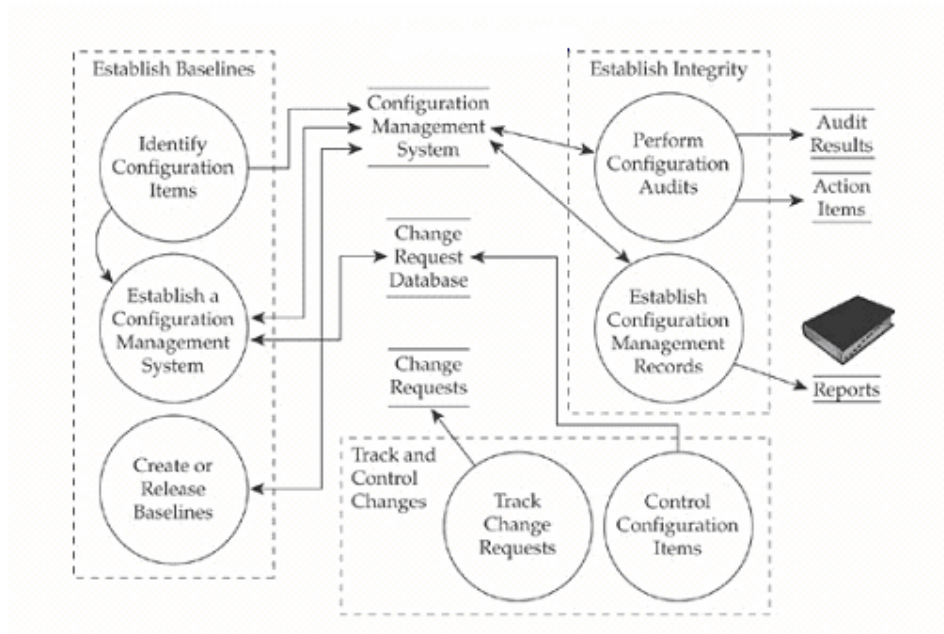 Establish Baselines
Identify
Configuration
Items
Establish a
Configuration
Management
System
Create or
Release
Baselines
Configuration
Management
System
Change
Request
Database
Change
Requests
Establish Integrity
Perform
Configuration
Audits
Establish
Configuration
Management
Records
Audit
Results
Action
Items
Reports
Track and
Control
Changes
Track
Change
Requests
Control
Configuration
Items